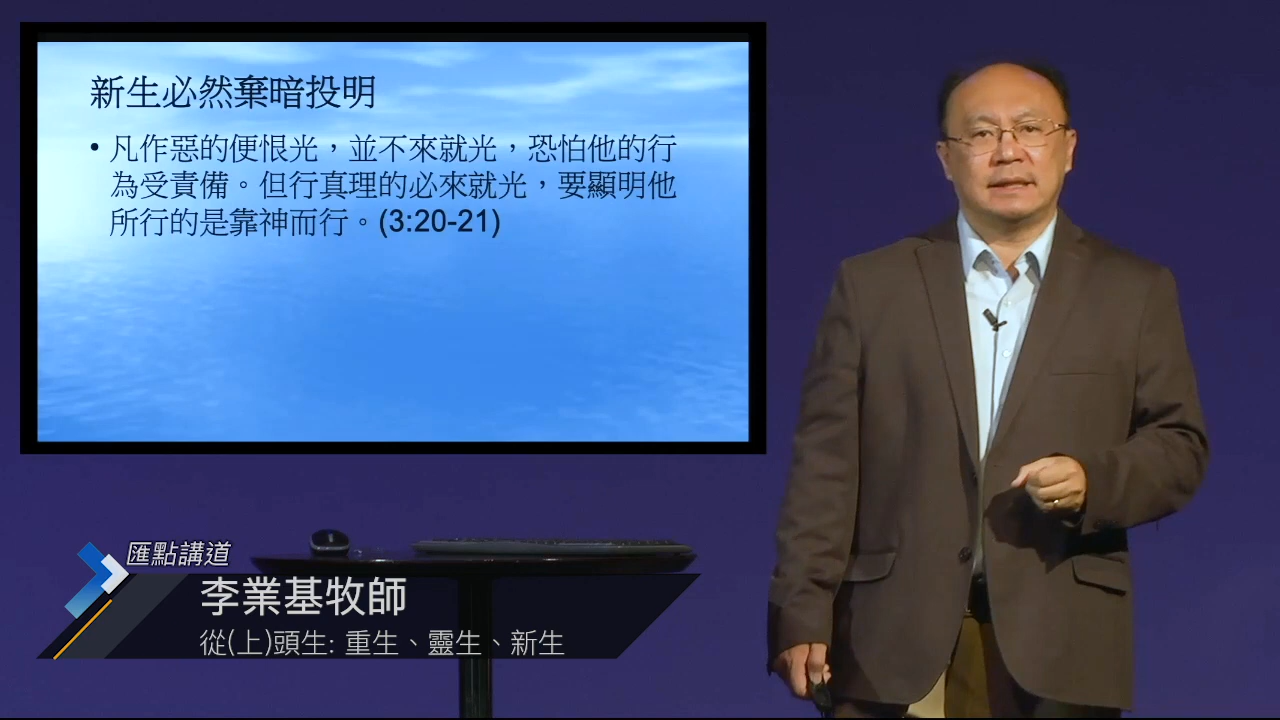 新生必然棄暗投明
• 凡作惡的便恨光，並不來就光，恐怕他的行
為受責備。但行真理的必來就光，要顯明他
所行的是靠神而行。(3:20-21)
匯點講道
李業基牧師
從(上)頭生: 重生、靈生、新生